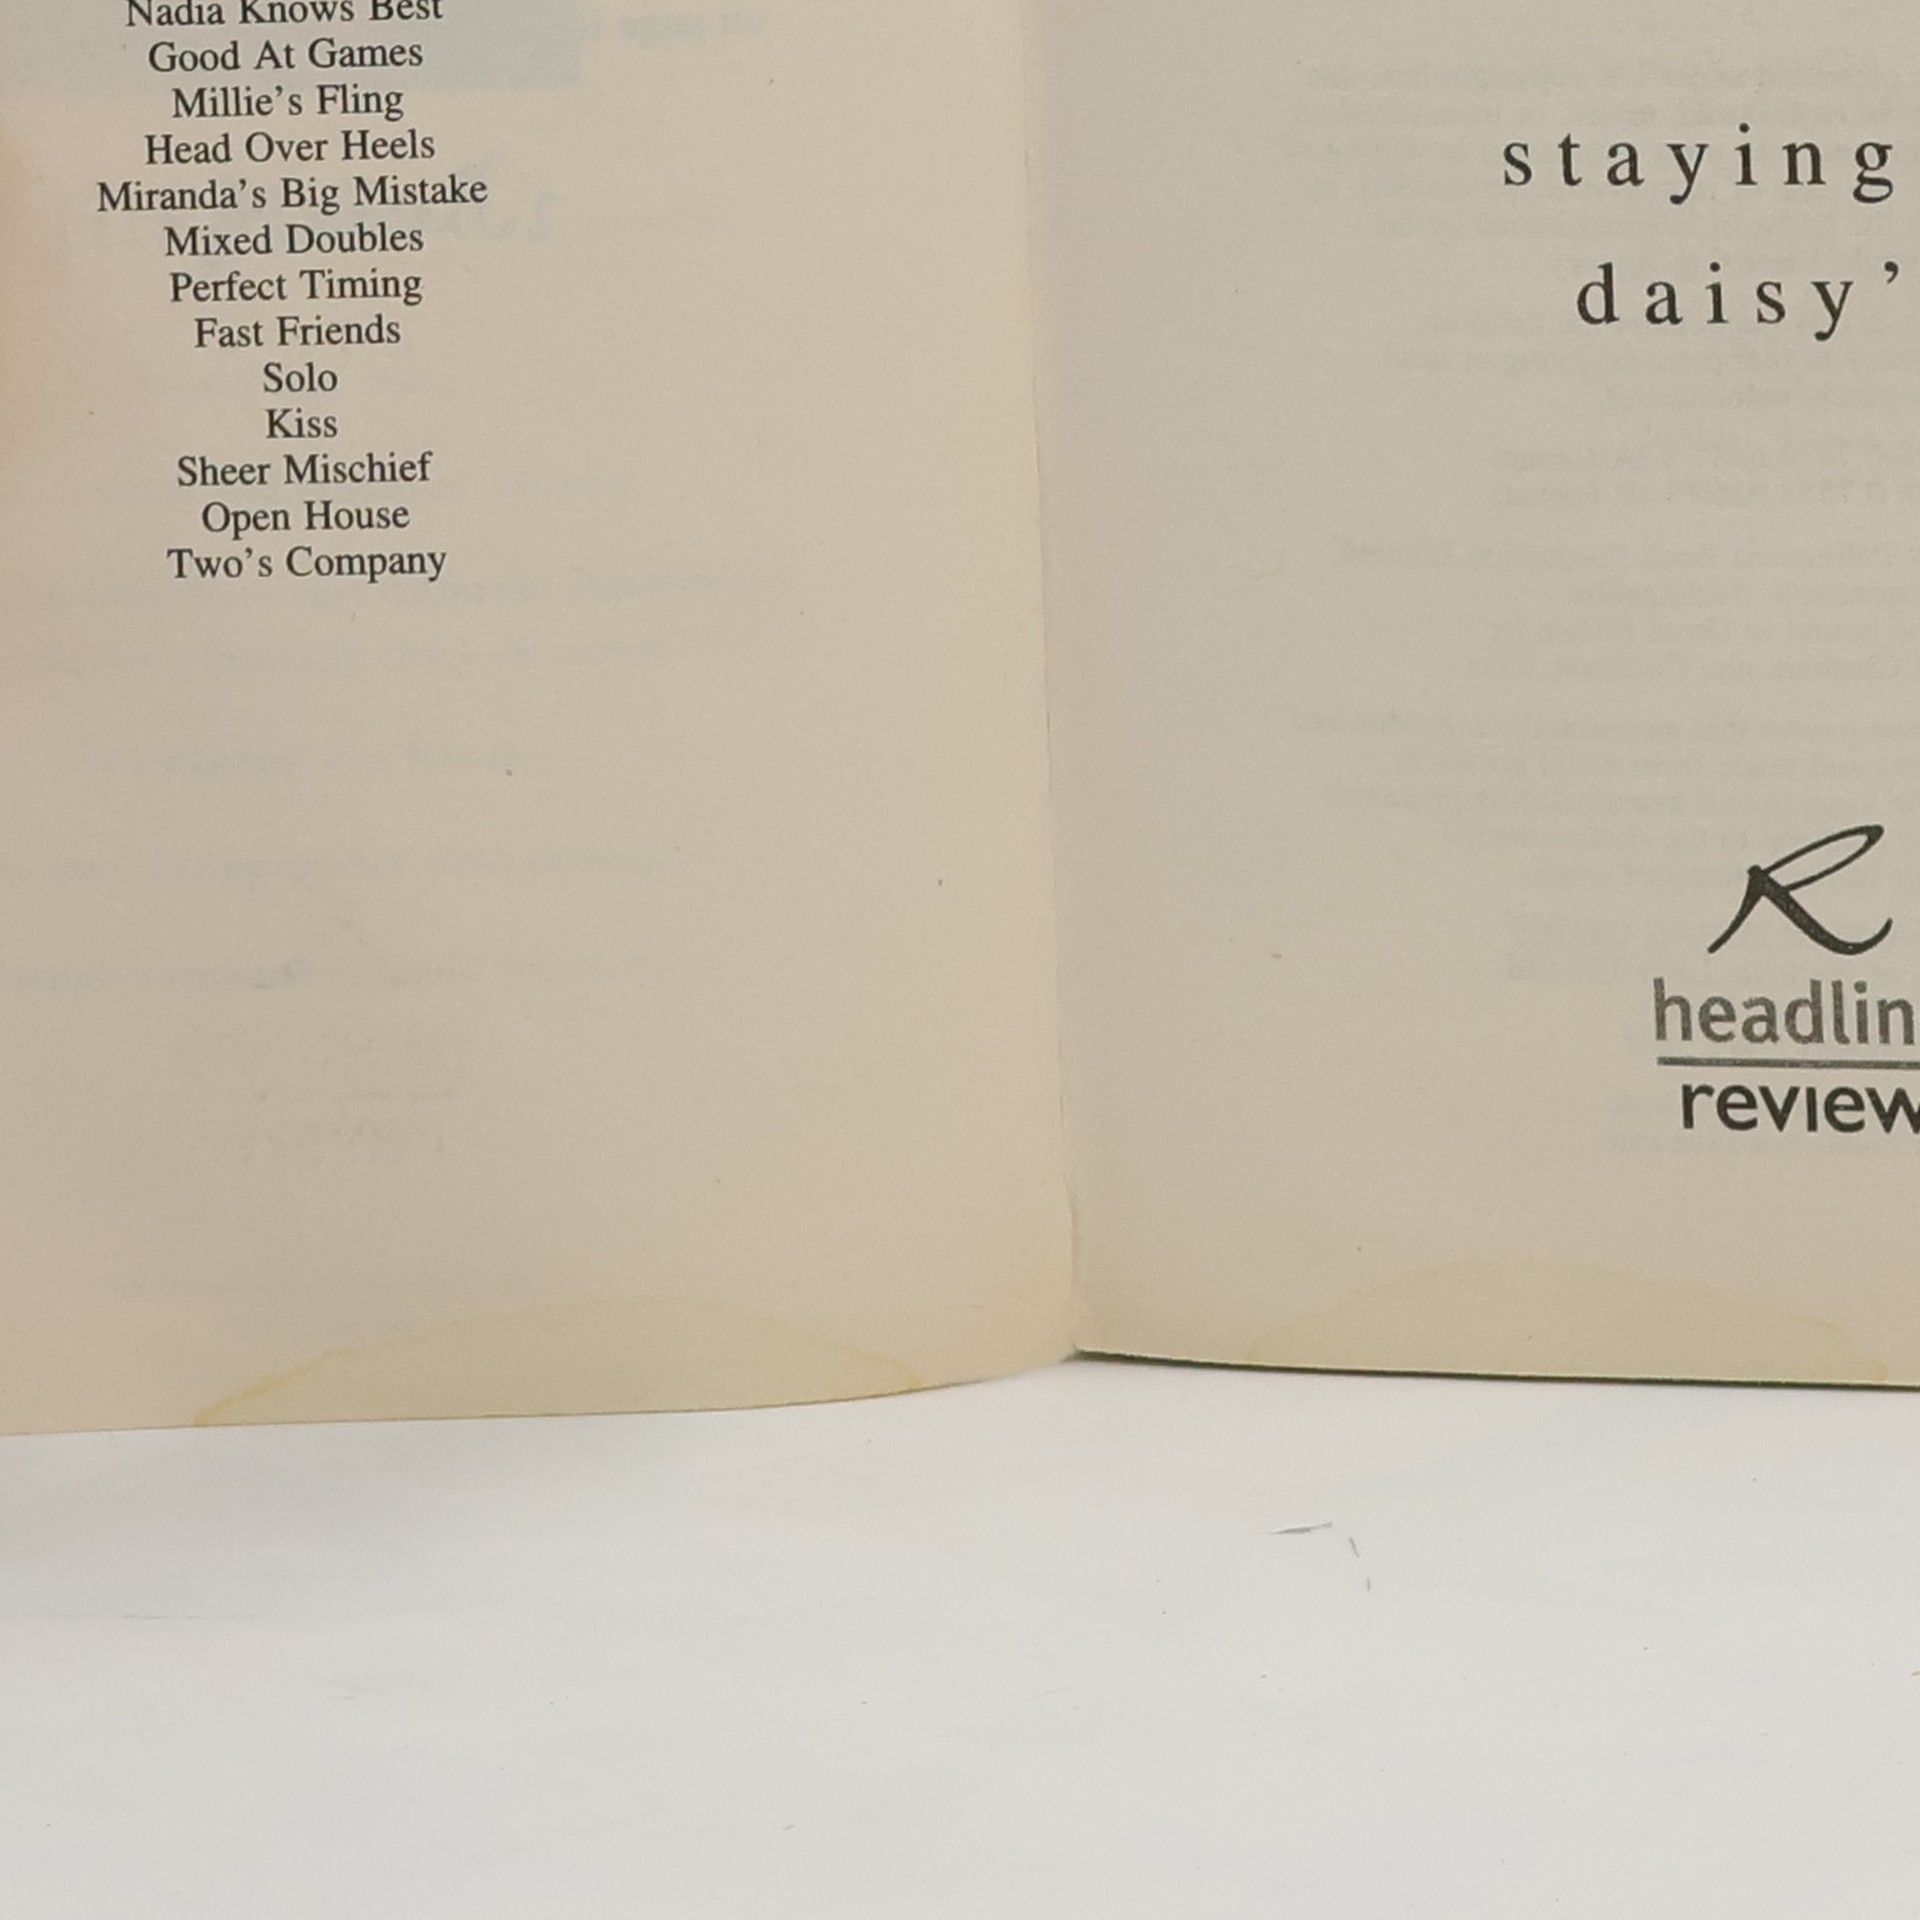 Nadia Knows Best
Good At Games
Millie's Fling
Head Over Heels
Miranda's Big Mistake
Mixed Doubles
Perfect Timing
Fast Friends
Solo
Kiss
Sheer Mischief
Open House
Two's Company
staying
daisy'
R
headlin
review